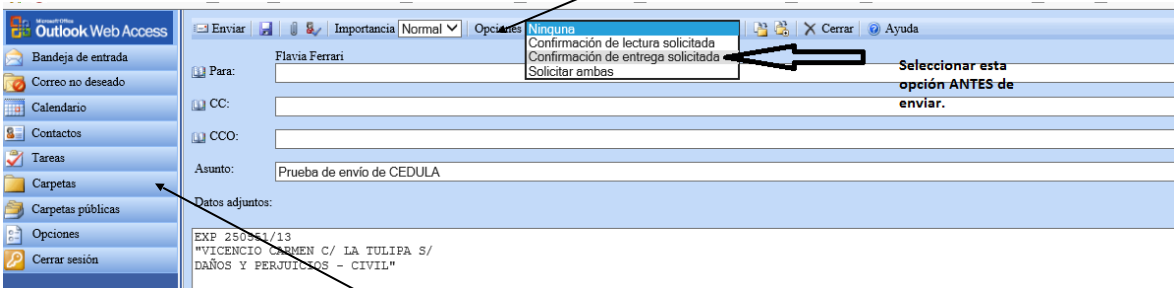 Microsoft Office
Outlook Web Access
Enviar Importancia Normal Opciones Ninguna Cerrar Ayuda
Confirmación de lectura solicitada
Confirmación de entrega solicitada
Solicitar ambas
Seleccionar esta
opción ANTES de
enviar.
Bandeja de entrada
Correo no deseado
Calendario
Contactos
Tareas
Carpetas
Carpetas públicas
Opciones
Cerrar sesión
Flavia Ferrari
Para:
CC:
CCO:
Asunto: Prueba de envío de CEDULA
Datos adjuntos:
EXP 250951/13
"VICENCIO CARMEN C/ LA TULIPA S/
DAÑOS Y PERJUICIOS - CIVIL"